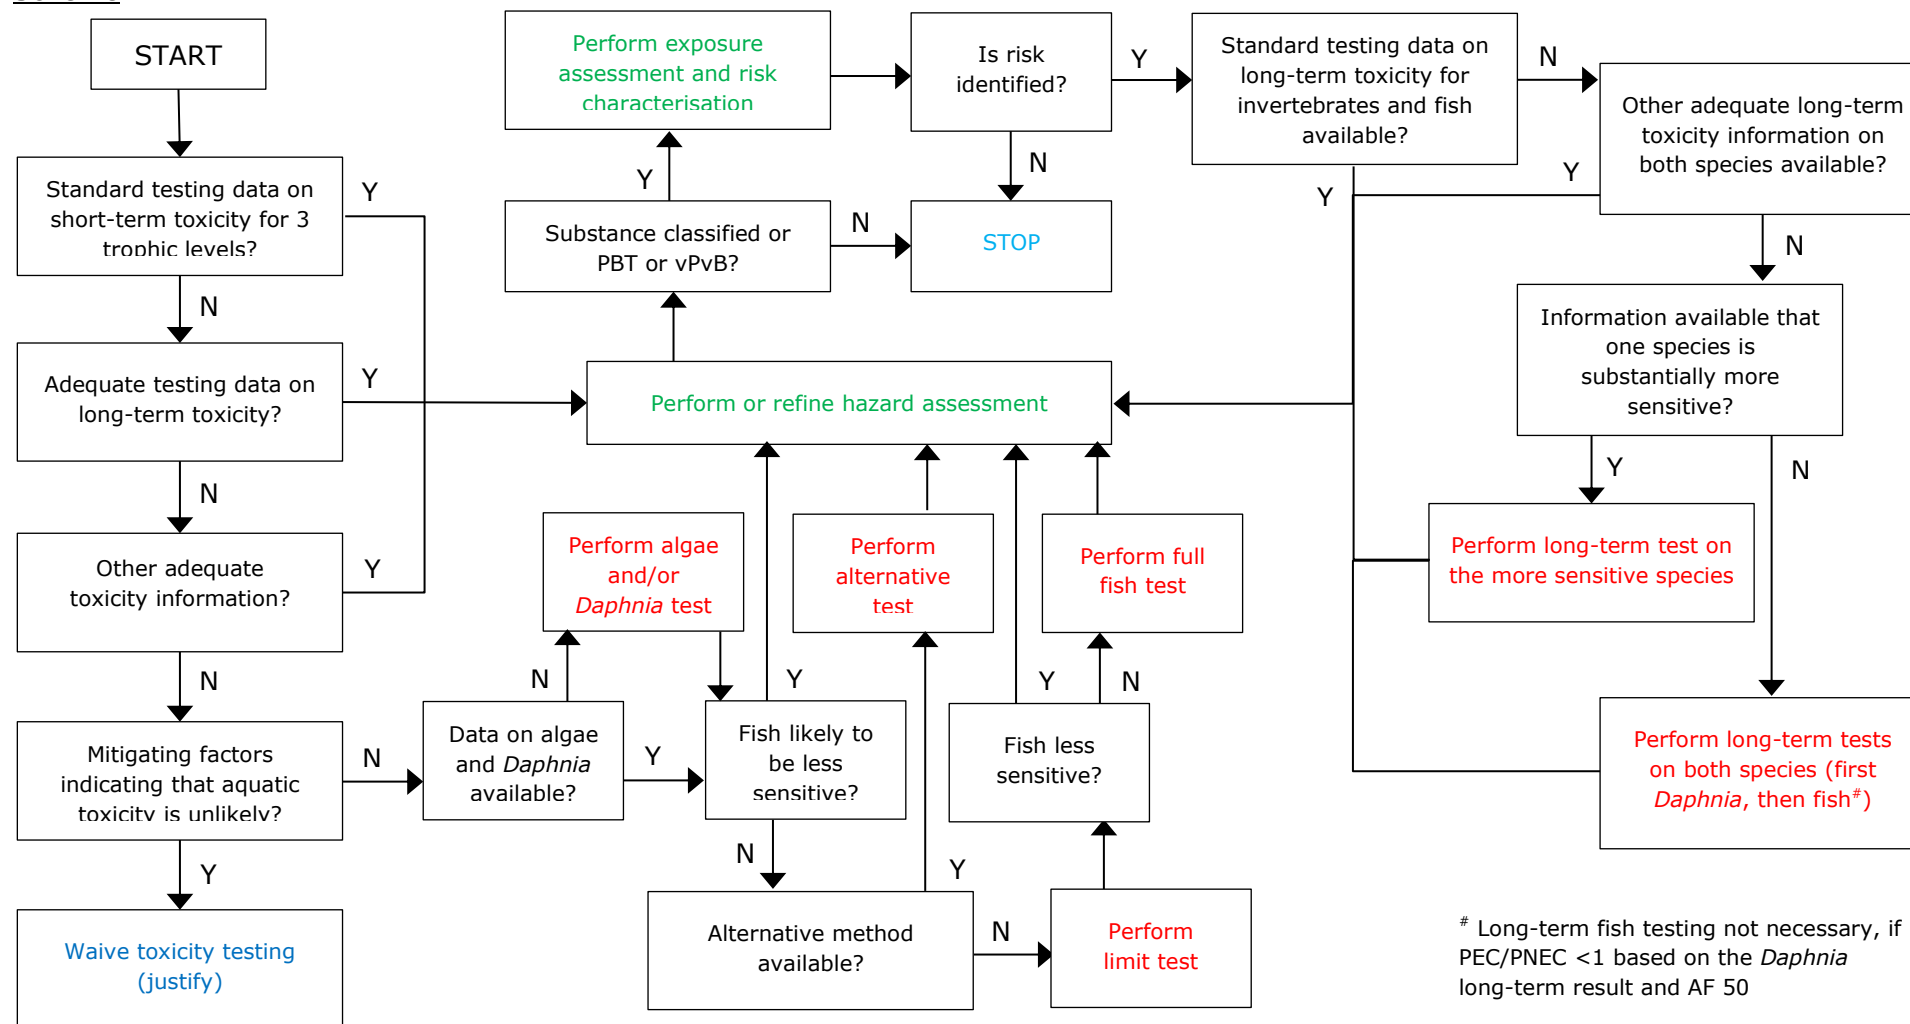 START
Standard testing data on
short-term toxicity for 3
trophic levels?
Y
N
Adequate testing data on
long-term toxicity?
Y
N
Other adequate
toxicity information?
Y
N
Mitigating factors
indicating that aquatic
toxicity is unlikely?
N
Y
Waive toxicity testing
(justify)
Data on algae
and Daphnia
available?
N
Y
Perform algae
and/or
Daphnia test
Fish likely to
be less
sensitive?
Y
N
Alternative method
available?
Y
N
Perform
alternative
test
Perform
limit test
Fish less
sensitive?
Y
N
Perform full
fish test
Perform or refine hazard assessment
Substance classified or
PBT or vPvB?
Y
N
STOP
Perform exposure
assessment and risk
characterisation
Is risk
identified?
Y
N
Standard testing data on
long-term toxicity for
invertebrates and fish
available?
N
Y
Other adequate long-term
toxicity information on
both species available?
Y
N
Information available that
one species is
substantially more
sensitive?
Y
N
Perform long-term test on
the more sensitive species
Perform long-term tests
on both species (first
Daphnia, then fish#)
# Long-term fish testing not necessary, if
PEC/PNEC <1 based on the Daphnia
long-term result and AF 50